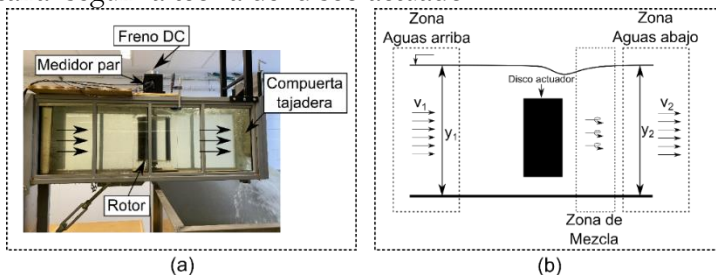 Freno DC
Medidor par
Compuerta
tajadera
Rotor
(a)
Zona
Aguas arriba
Zona
Aguas abajo
Disco actuador
v1
y1
y2
v2
Zona de
Mezcla
(b)